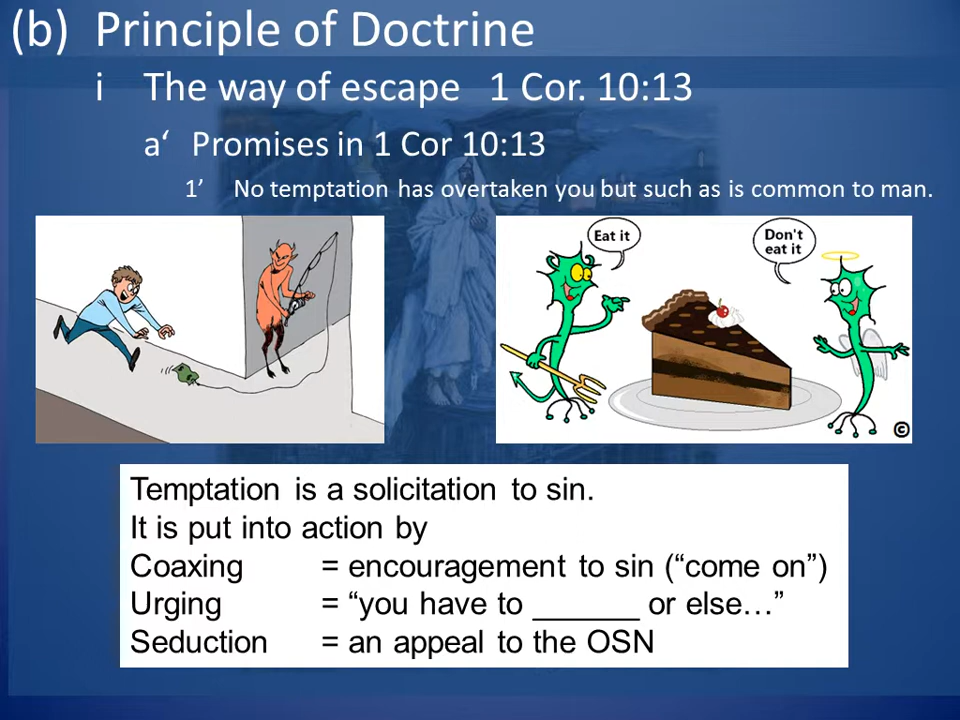 (b) Principle of Doctrine
i The way of escape 1 Cor. 10:13
a‘ Promises in 1 Cor 10:13
1’ No temptation has overtaken you but such as is common to man.
Eat it
Don't
eat it
©
Temptation is a solicitation to sin.
It is put into action by
Coaxing = encouragement to sin (“come on”)
Urging = “you have to ______ or else…”
Seduction = an appeal to the OSN